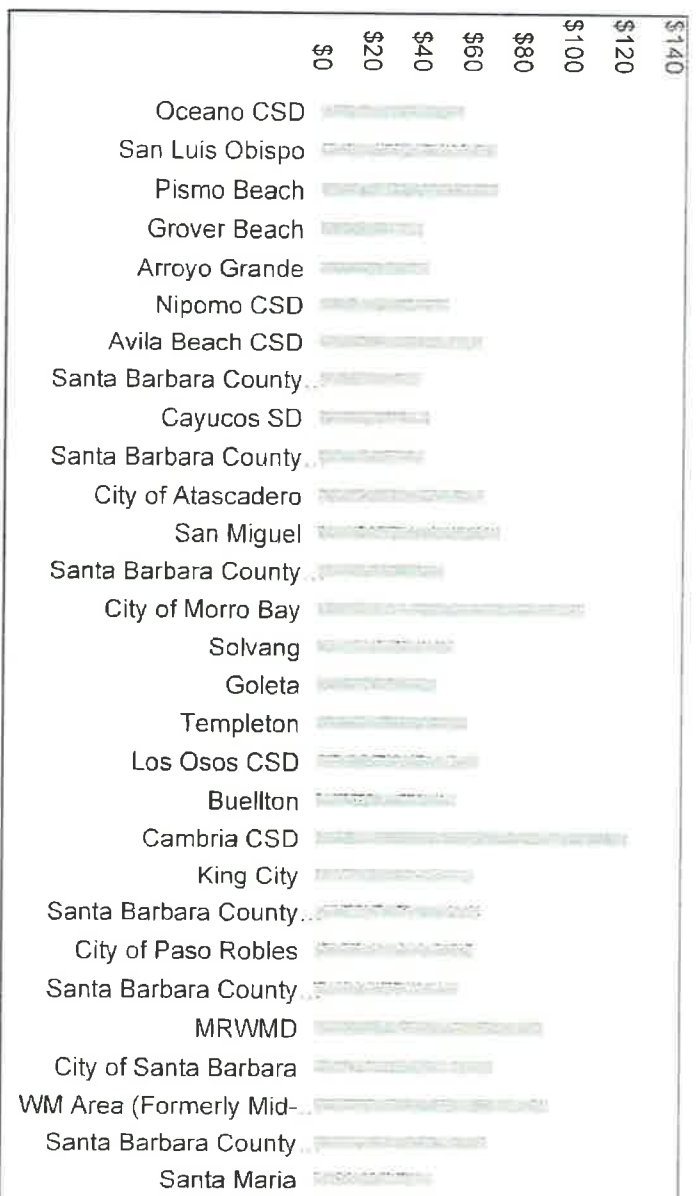 $0
$20
$40
$60
$80
$100
$120
$140
Oceano CSD
San Luis Obispo
Pismo Beach
Grover Beach
Arroyo Grande
Nipomo CSD
Avila Beach CSD
Santa Barbara County...
Cayucos SD
Santa Barbara County...
City of Atascadero
San Miguel
Santa Barbara County...
City of Morro Bay
Solvang
Goleta
Templeton
Los Osos CSD
Buellton
Cambria CSD
King City
Santa Barbara County...
City of Paso Robles
Santa Barbara County...
MRWMD
City of Santa Barbara
WM Area (Formerly Mid-...
Santa Barbara County...
Santa Maria